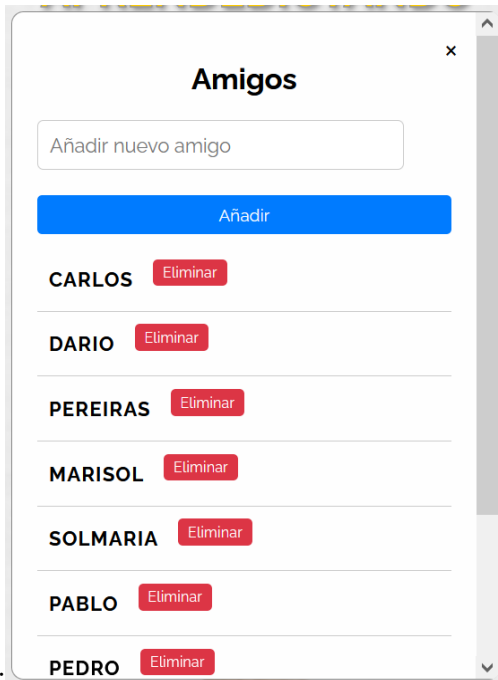 ×
Amigos
Añadir nuevo amigo
Añadir
CARLOS Eliminar
DARIO Eliminar
PEREIRAS Eliminar
MARISOL Eliminar
SOLMARIA Eliminar
PABLO Eliminar
PEDRO Eliminar